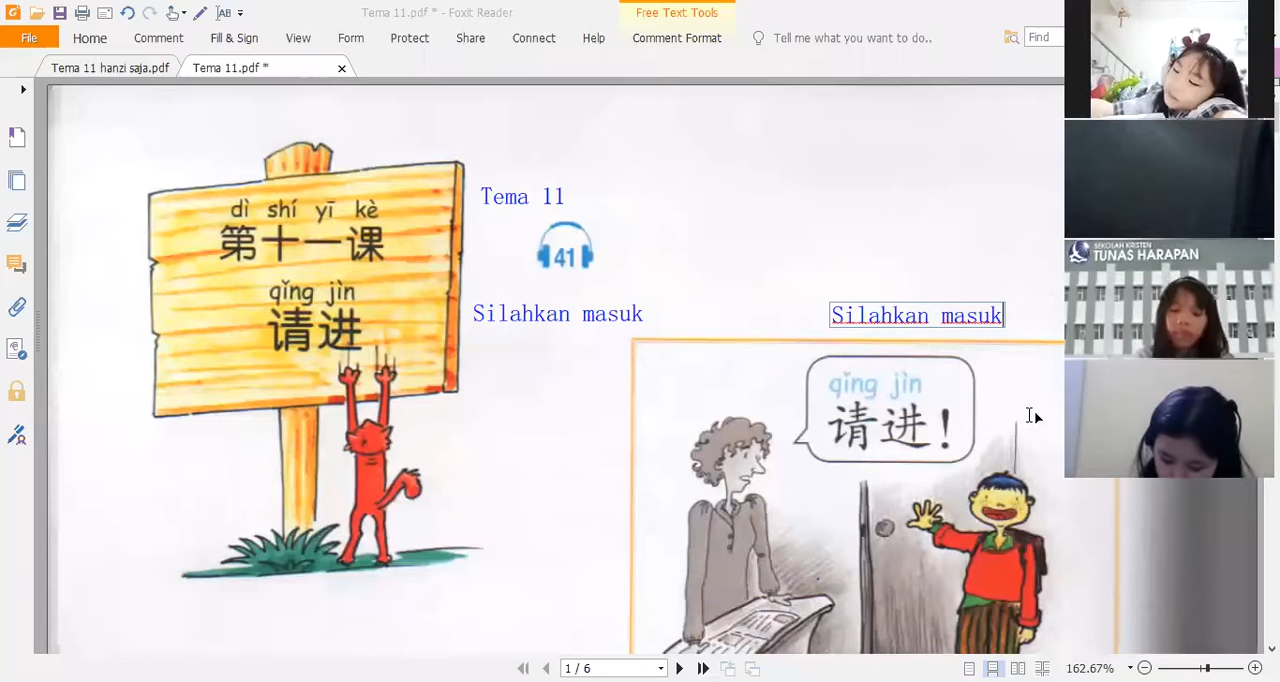 Tema 11.pdf * - Foxit Reader
Free Text Tools
File
Home
Comment
Fill & Sign
View
Form
Protect
Share
Connect
Help
Comment Format
Tell me what you want to do..
Find
Tema 11 hanzi saja.pdf
Tema 11.pdf *
dì shí yī kè
第十一课
qǐng jìn
请进
Tema 11
41
Silahkan masuk
Silahkan masuk
qǐng jìn
请进!
SEKOLAH KRISTEN
TUNAS HARAPAN
1 / 6
162.67%